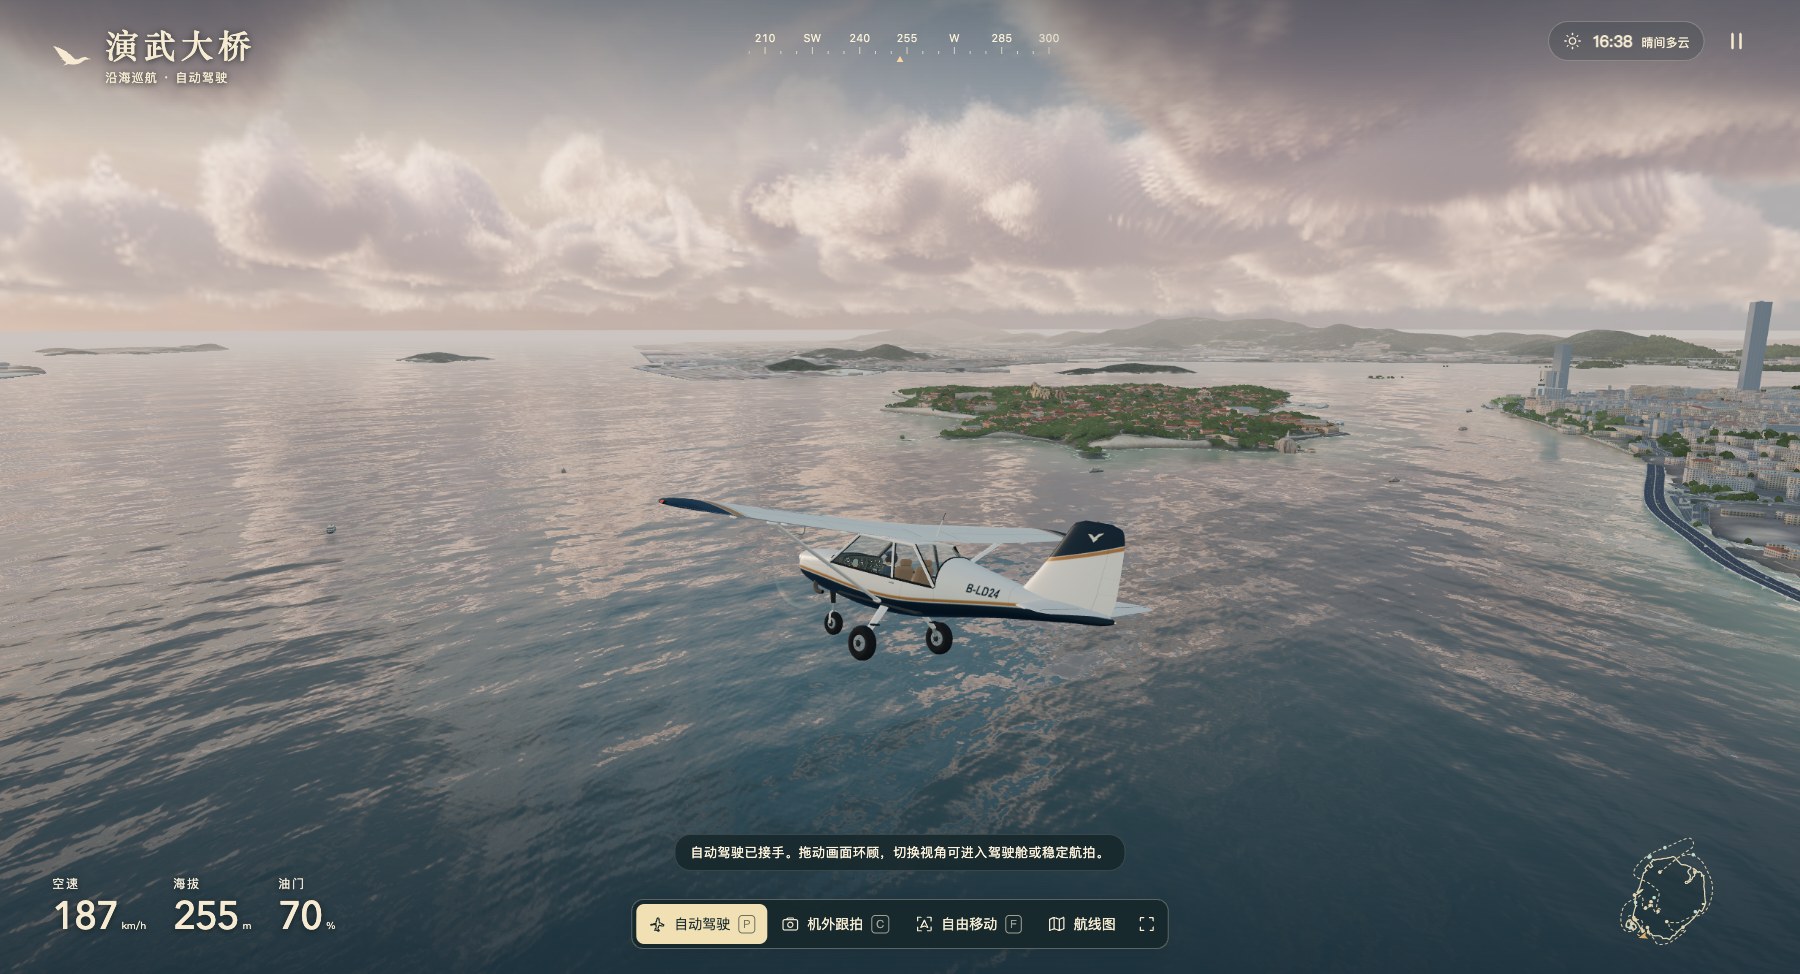 演武大桥
沿海巡航 · 自动驾驶
210 SW 240 255 W 285 300
16:38 晴间多云
B-LD24
自动驾驶已接手。拖动画面环顾，切换视角可进入驾驶舱或稳定航拍。
空速 海拔 油门
187 km/h 255 m 70 %
自动驾驶 P 机外跟拍 C 自由移动 F 航线图